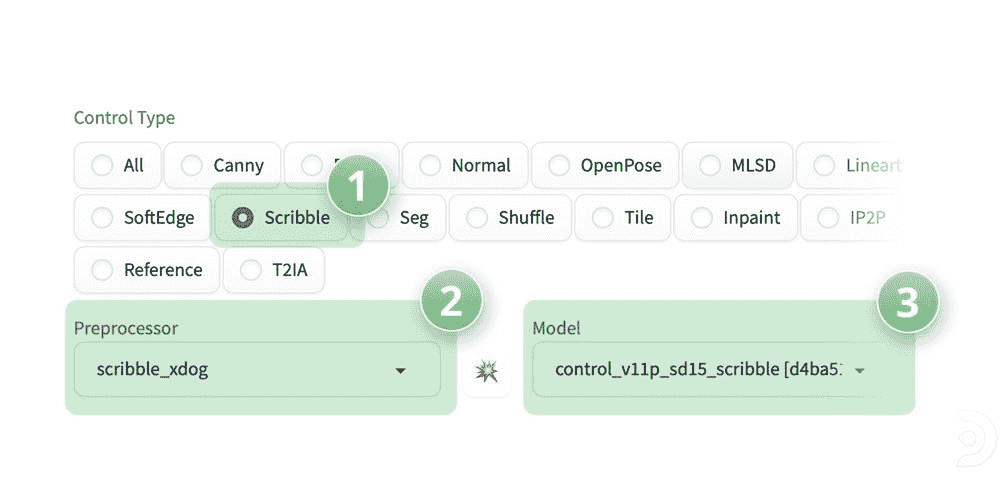 Control Type
All Canny Normal OpenPose MLSD Lineart
1
SoftEdge Scribble Seg Shuffle Tile Inpaint IP2P
Reference T2IA
2
3
Preprocessor Model
scribble_xdog control_v11p_sd15_scribble [d4ba51